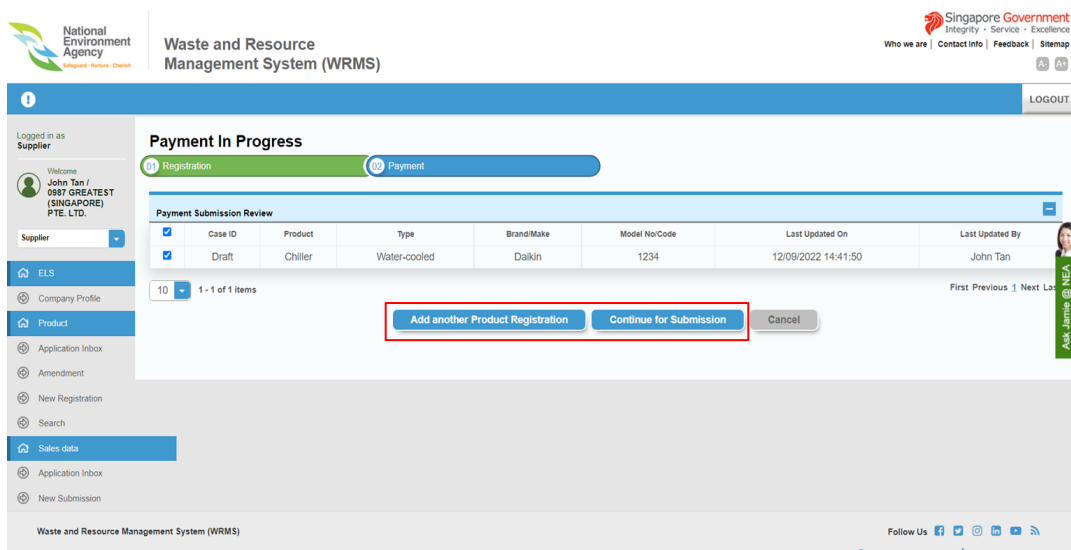 National
Environment
Agency
Safeguard · Nurture · Cherish
Waste and Resource
Management System (WRMS)
Singapore Government
Integrity · Service · Excellence
Who we are | Contact Info | Feedback | Sitemap
A- A+
LOGOUT
Logged in as
Supplier
Welcome
John Tan /
0987 GREATEST
(SINGAPORE)
PTE. LTD.
Supplier
ELS
Company Profile
Product
Application Inbox
Amendment
New Registration
Search
Sales data
Application Inbox
New Submission
Payment In Progress
01 Registration
02 Payment
Payment Submission Review
Case ID Product Type Brand/Make Model No/Code Last Updated On Last Updated By
Draft Chiller Water-cooled Daikin 1234 12/09/2022 14:41:50 John Tan
10 1 - 1 of 1 items
First Previous 1 Next Las
Add another Product Registration Continue for Submission Cancel
Ask Jamie @ NEA
Waste and Resource Management System (WRMS)
Follow Us